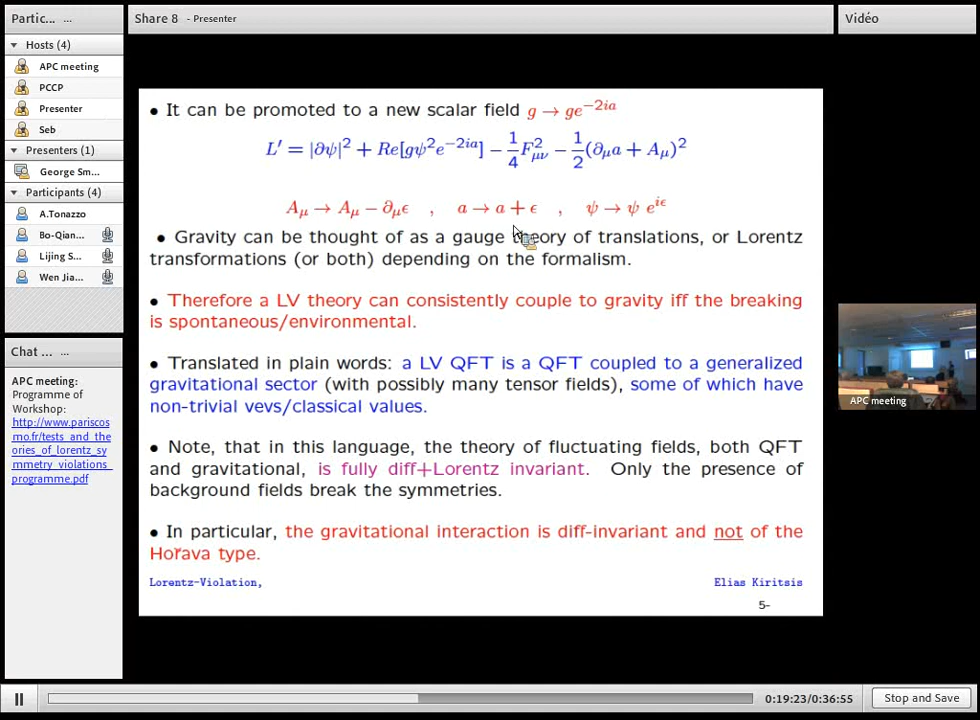 Partic... ...
Hosts (4)
APC meeting
PCCP
Presenter
Seb
Presenters (1)
George Sm...
Participants (4)
A.Tonazzo
Bo-Qian...
Lijing S...
Wen Jia...
Chat ... ...
APC meeting:
Programme of
Workshop:
http://www.pariscos
mo.fr/tests_and_the
ories_of_lorentz_sy
mmetry_violations_
programme.pdf
Share 8 - Presenter
• It can be promoted to a new scalar field g → ge^{−2ia}
L′ = |∂ψ|² + Re[gψ²e^{−2ia}] − 1/4 F²_{μν} − 1/2 (∂_μa + A_μ)²
A_μ → A_μ − ∂_με , a → a + ε , ψ → ψ e^{iε}
• Gravity can be thought of as a gauge theory of translations, or Lorentz
transformations (or both) depending on the formalism.
• Therefore a LV theory can consistently couple to gravity iff the breaking
is spontaneous/environmental.
• Translated in plain words: a LV QFT is a QFT coupled to a generalized
gravitational sector (with possibly many tensor fields), some of which have
non-trivial vevs/classical values.
• Note, that in this language, the theory of fluctuating fields, both QFT
and gravitational, is fully diff+Lorentz invariant. Only the presence of
background fields break the symmetries.
• In particular, the gravitational interaction is diff-invariant and not of the
Hořava type.
Lorentz-Violation, Elias Kiritsis
5-
Vidéo
APC meeting
0:19:23/0:36:55
Stop and Save